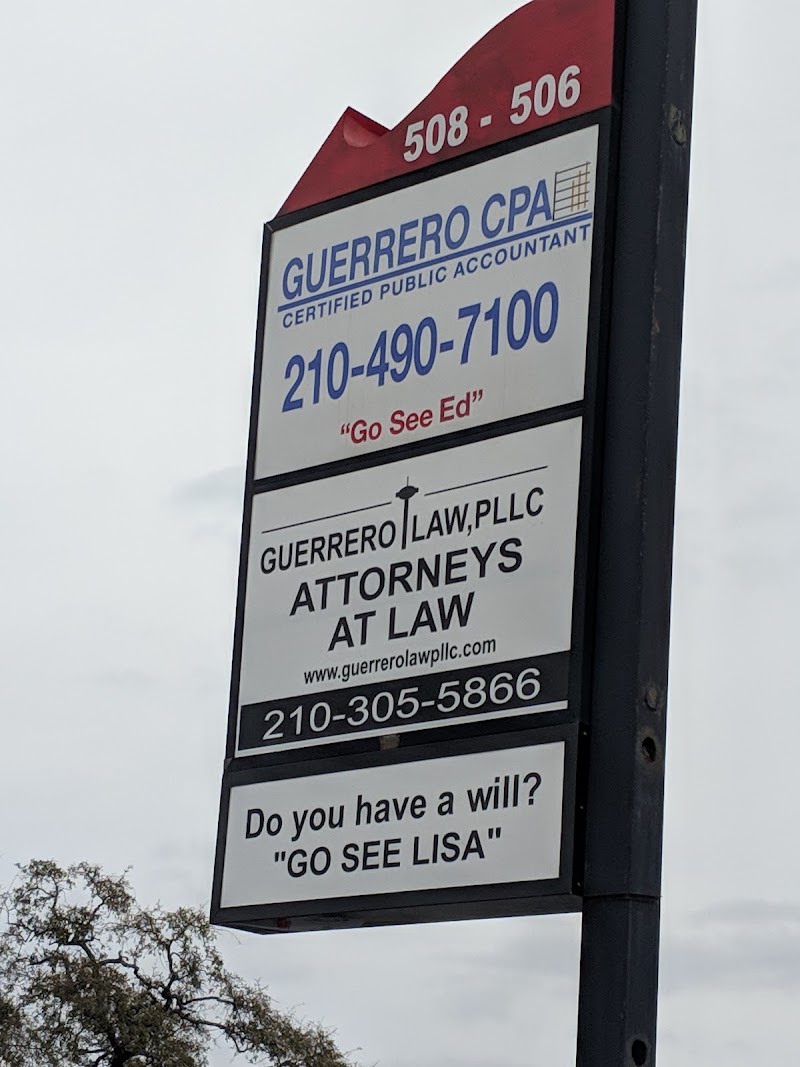 508 - 506
GUERRERO CPA
CERTIFIED PUBLIC ACCOUNTANT
210-490-7100
“Go See Ed”
GUERRERO LAW, PLLC
ATTORNEYS
AT LAW
www.guerrerolawpllc.com
210-305-5866
Do you have a will?
"GO SEE LISA"